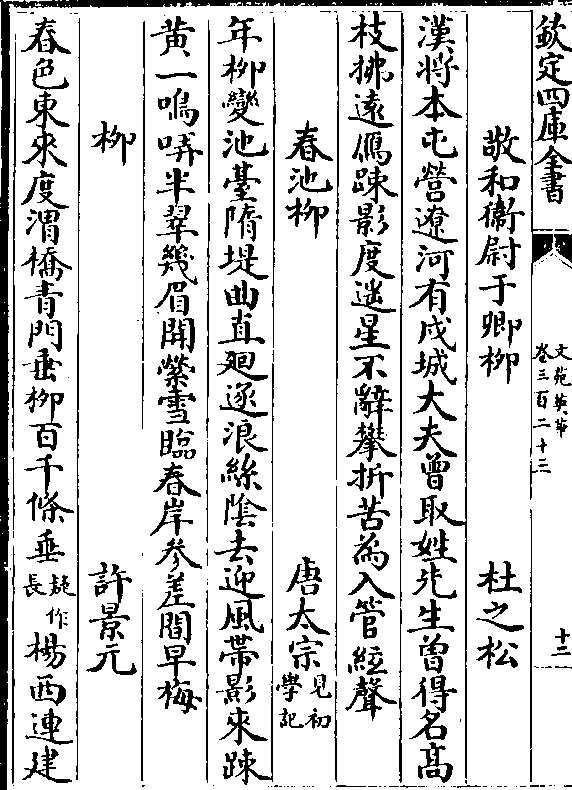 欽定四庫全書
文苑英華
卷三百二十三
十二
敬和衛尉于卿柳 杜之松
漢將本屯營遼河有戍城大夫曾取姓先生曾得名高
枝拂遠鴈踈影度遥星不辭攀折苦為入管絃聲
春池柳 唐太宗見初學記
年柳變池臺隋堤曲直廻逐浪絲陰去迎風帶影來踈
黄一鳥哢半翠幾眉開縈雪臨春岸參差間早梅
柳 許景元
春色東來度渭橋青門垂柳百千條垂一作長楊西連建